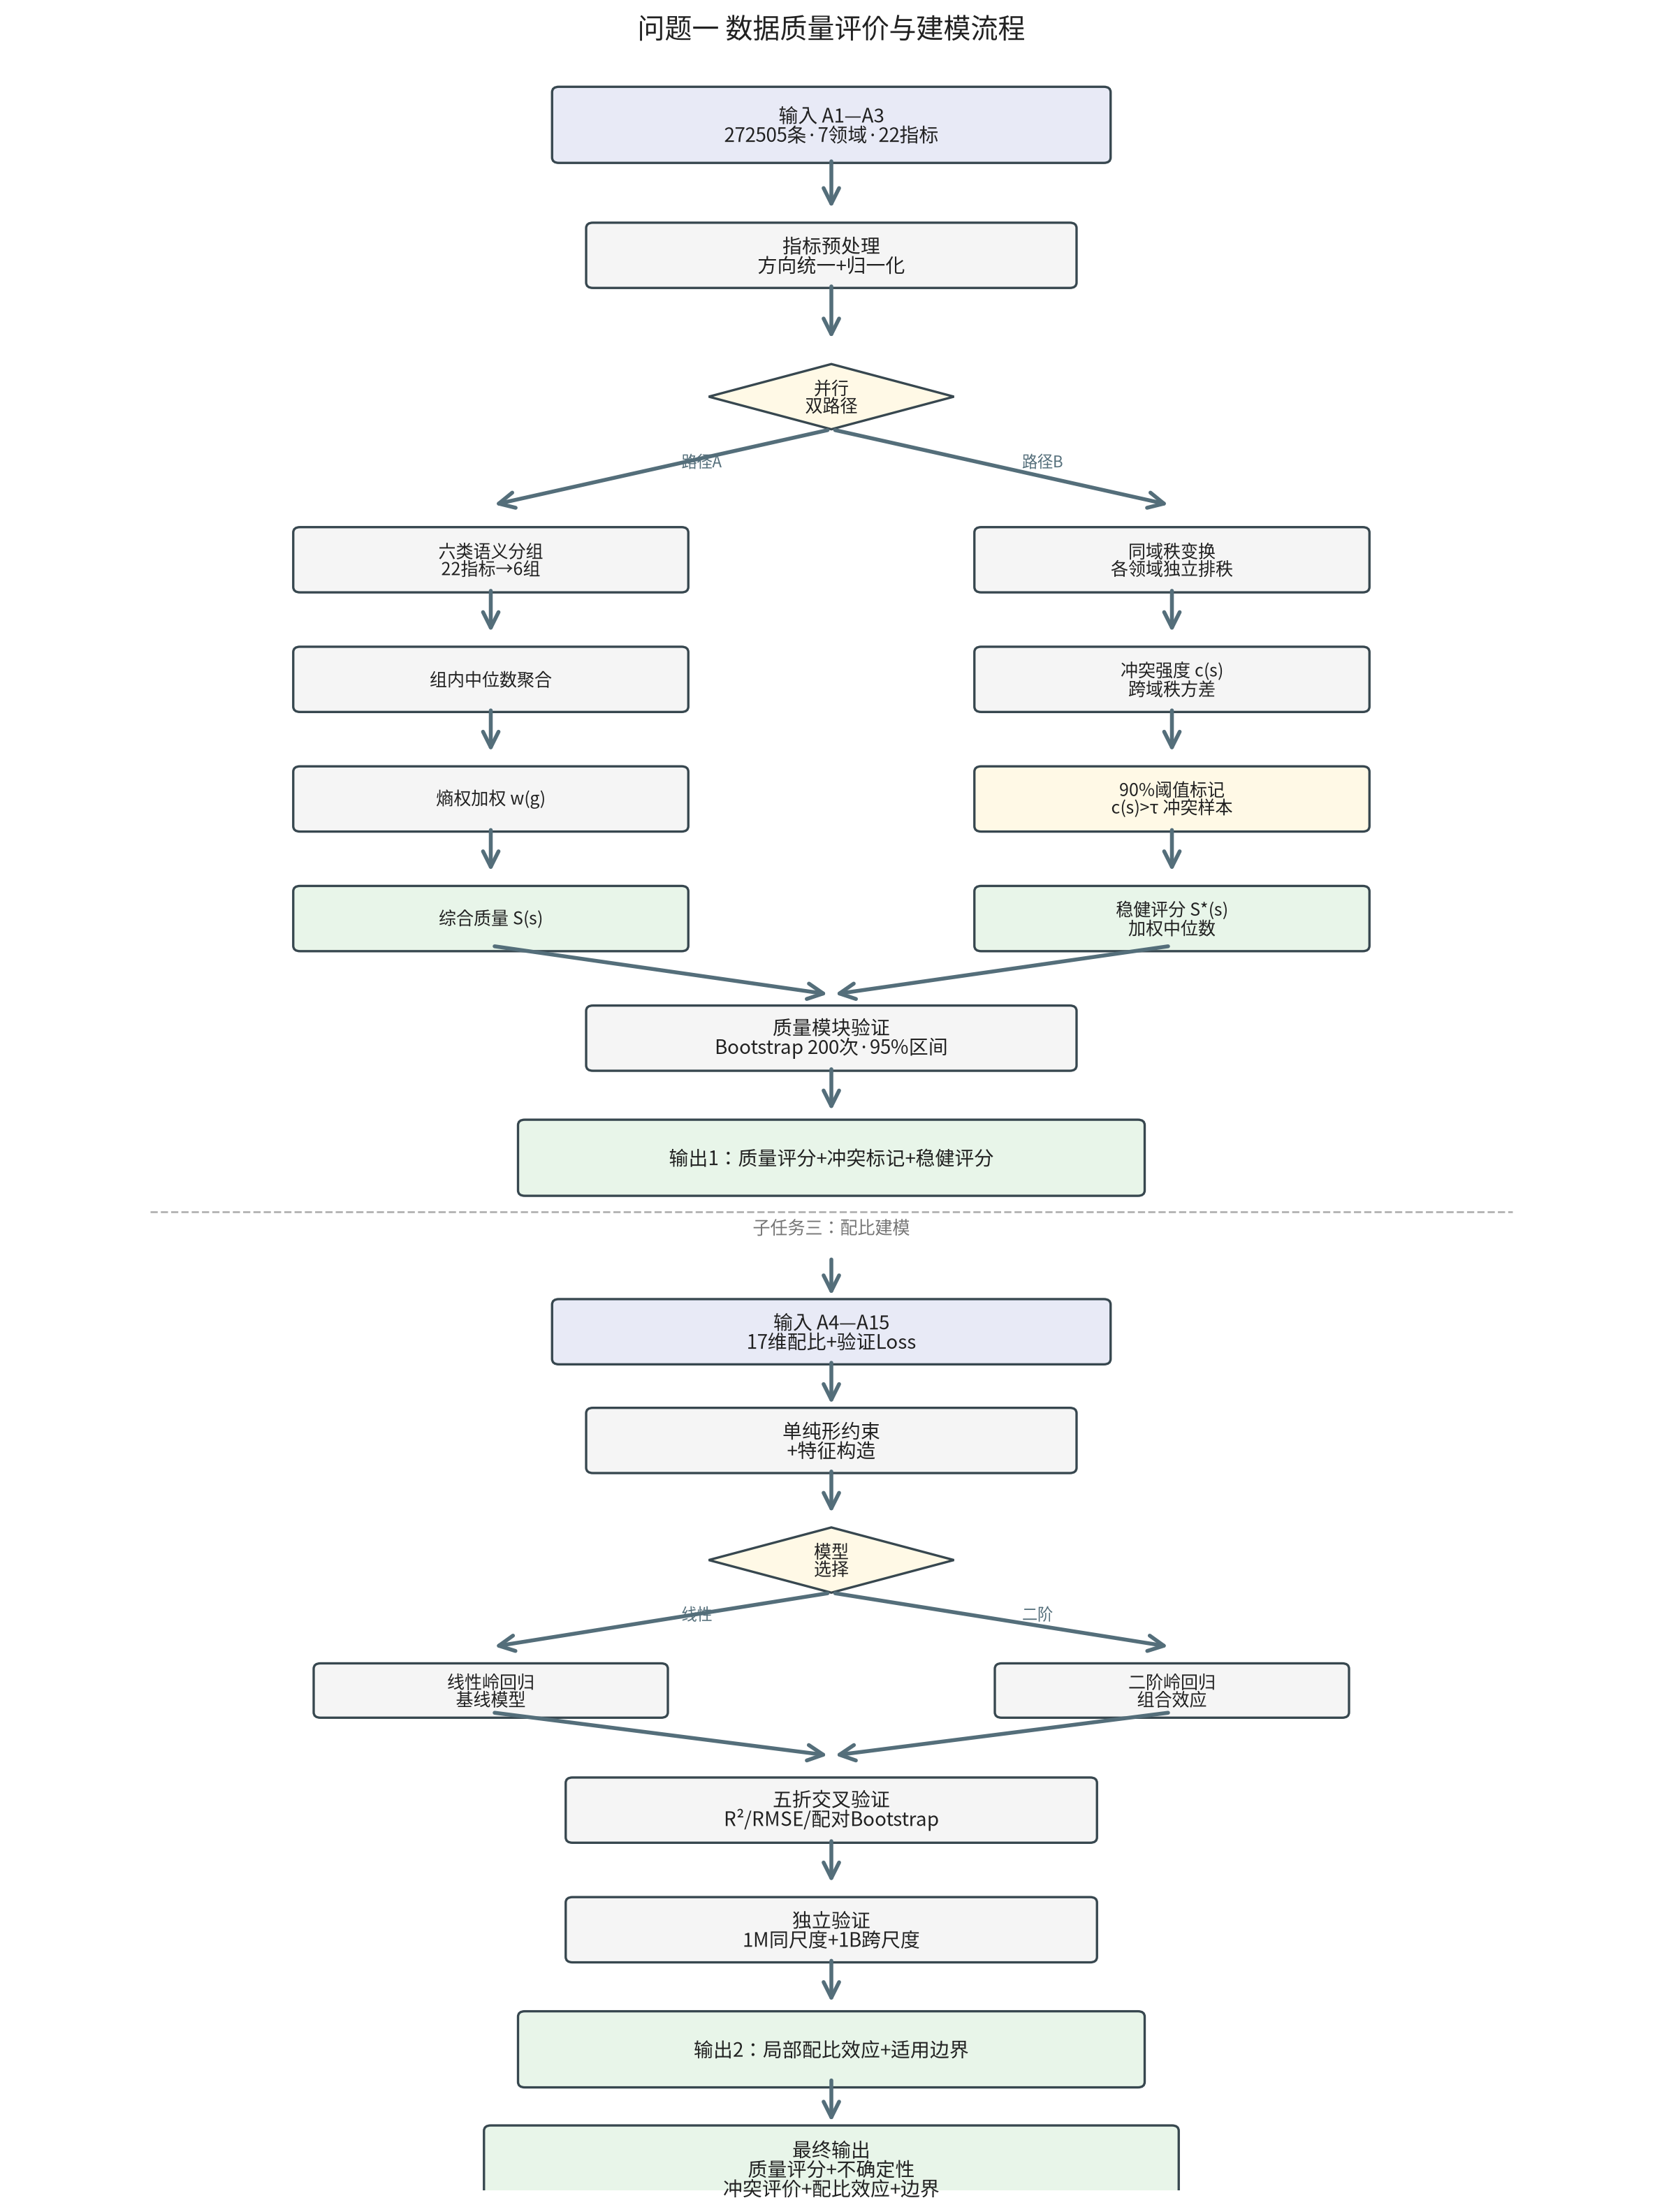 问题一 数据质量评价与建模流程
输入 A1—A3
272505条·7领域·22指标
指标预处理
方向统一+归一化
并行
双路径
路径A
路径B
六类语义分组
22指标→6组
同域秩变换
各领域独立排秩
组内中位数聚合
冲突强度 c(s)
跨域秩方差
熵权加权 w(g)
90%阈值标记
c(s)>τ 冲突样本
综合质量 S(s)
稳健评分 S*(s)
加权中位数
质量模块验证
Bootstrap 200次·95%区间
输出1：质量评分+冲突标记+稳健评分
子任务三：配比建模
输入 A4—A15
17维配比+验证Loss
单纯形约束
+特征构造
模型
选择
线性
二阶
线性岭回归
基线模型
二阶岭回归
组合效应
五折交叉验证
R²/RMSE/配对Bootstrap
独立验证
1M同尺度+1B跨尺度
输出2：局部配比效应+适用边界
最终输出
质量评分+不确定性
冲突评价+配比效应+边界